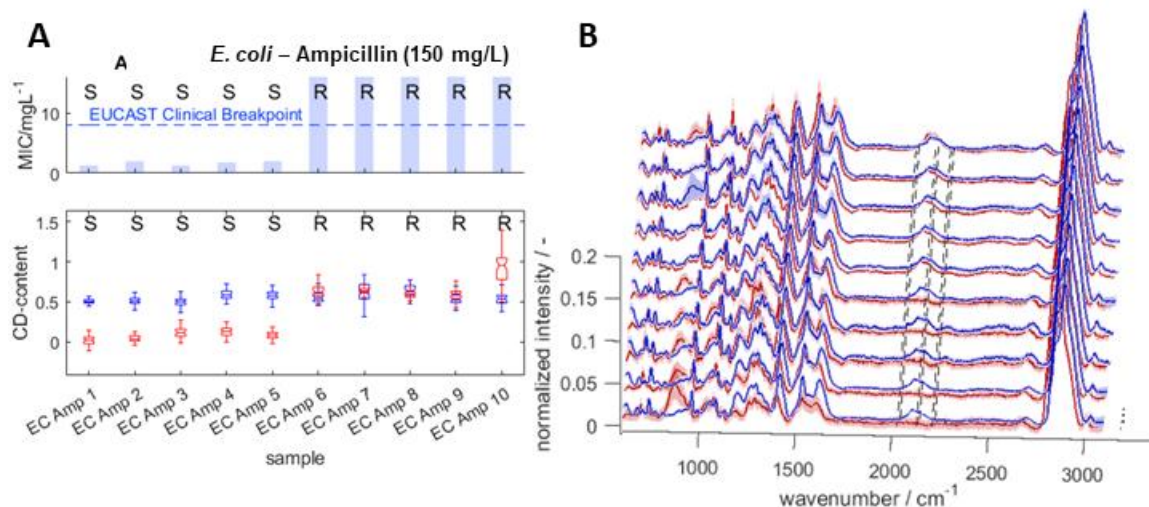 A
A
E. coli – Ampicillin (150 mg/L)
B
S S S S S R R R R R
EUCAST Clinical Breakpoint
MIC/mgL⁻¹
10
0
S S S S S R R R R R
CD-content
1.5
1
0.5
0
EC Amp 1
EC Amp 2
EC Amp 3
EC Amp 4
EC Amp 5
EC Amp 6
EC Amp 7
EC Amp 8
EC Amp 9
EC Amp 10
sample
normalized intensity / -
0.2
0.15
0.1
0.05
0
1000 1500 2000 2500 3000
wavenumber / cm⁻¹